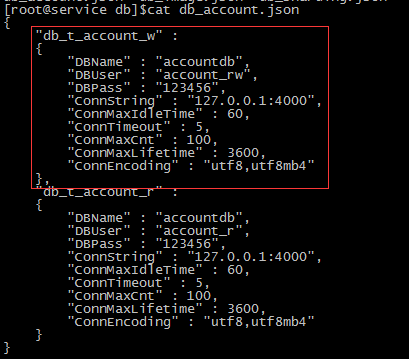 [root@service db]$cat db_account.json
{
"db_t_account_w" :
{
"DBName" : "accountdb",
"DBUser" : "account_rw",
"DBPass" : "123456",
"ConnString" : "127.0.0.1:4000",
"ConnMaxIdleTime" : 60,
"ConnTimeout" : 5,
"ConnMaxCnt" : 100,
"ConnMaxLifetime" : 3600,
"ConnEncoding" : "utf8,utf8mb4"
},
"db_t_account_r" :
{
"DBName" : "accountdb",
"DBUser" : "account_r",
"DBPass" : "123456",
"ConnString" : "127.0.0.1:4000",
"ConnMaxIdleTime" : 60,
"ConnTimeout" : 5,
"ConnMaxCnt" : 100,
"ConnMaxLifetime" : 3600,
"ConnEncoding" : "utf8,utf8mb4"
}
}